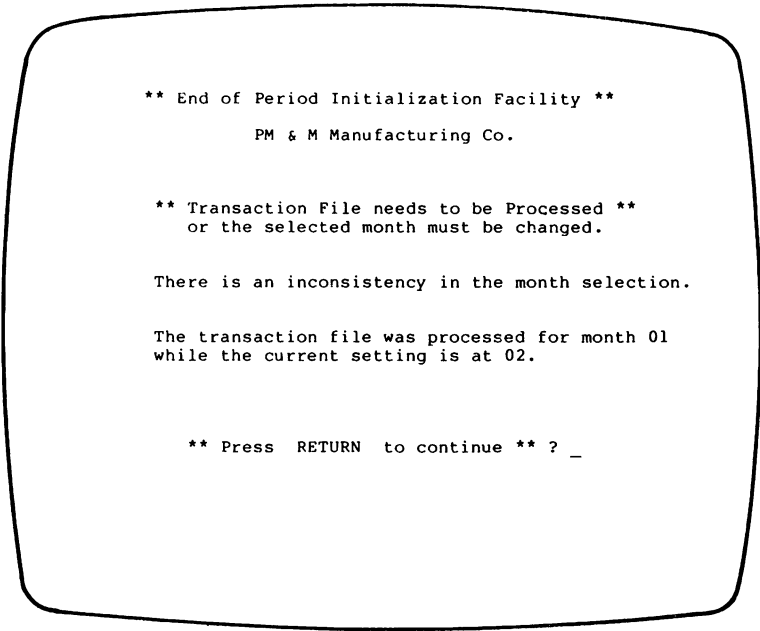 ** End of Period Initialization Facility **
PM & M Manufacturing Co.
** Transaction File needs to be Processed **
or the selected month must be changed.
There is an inconsistency in the month selection.
The transaction file was processed for month 01
while the current setting is at 02.
** Press RETURN to continue ** ? _